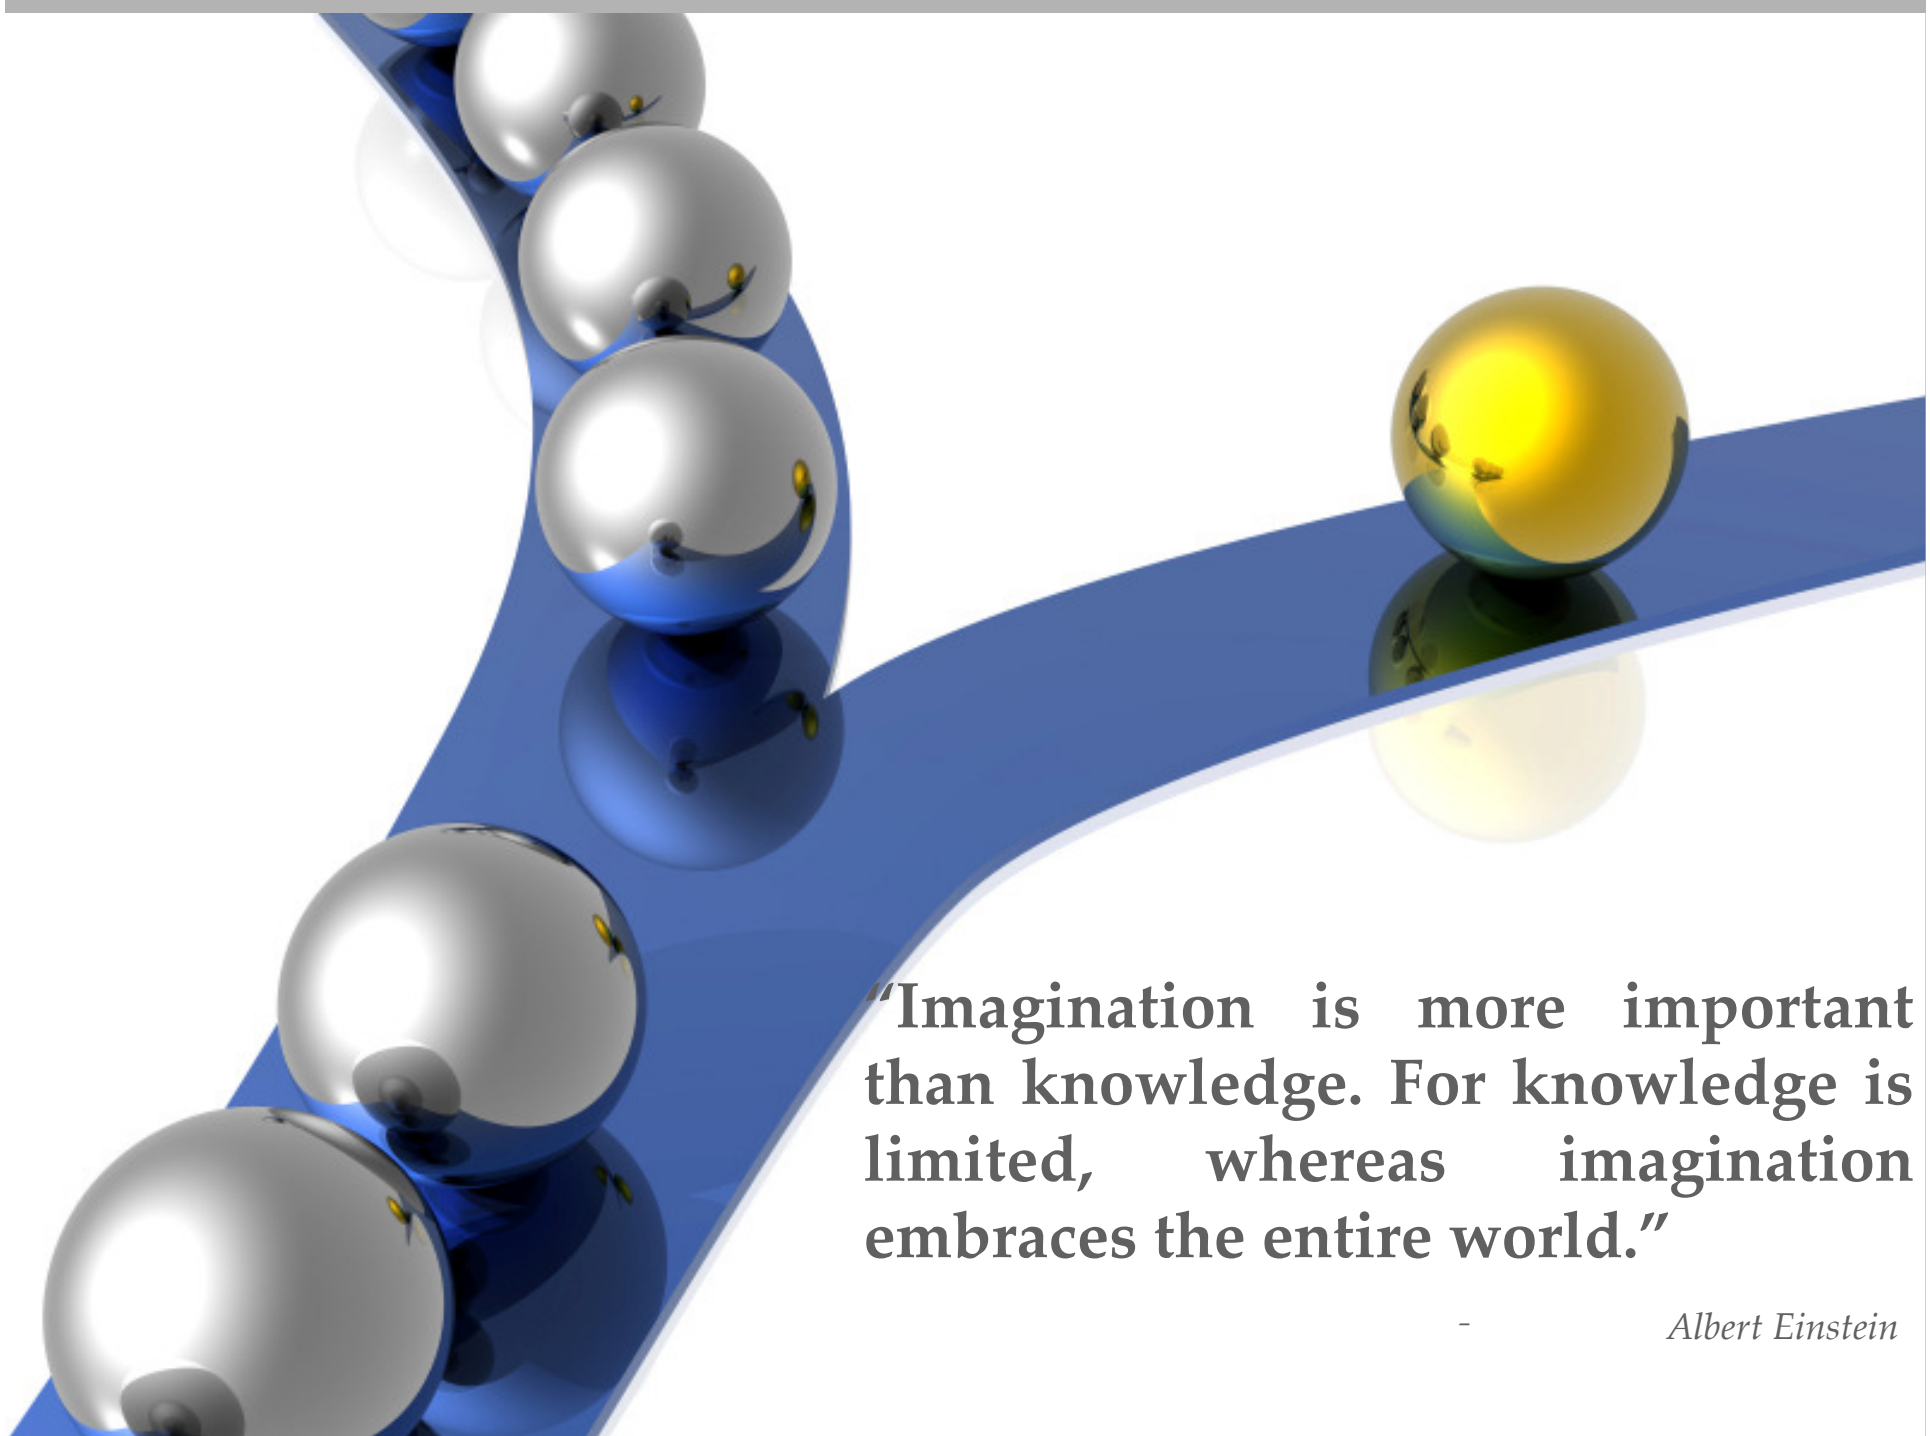 “Imagination is more important
than knowledge. For knowledge is
limited, whereas imagination
embraces the entire world.”
- Albert Einstein